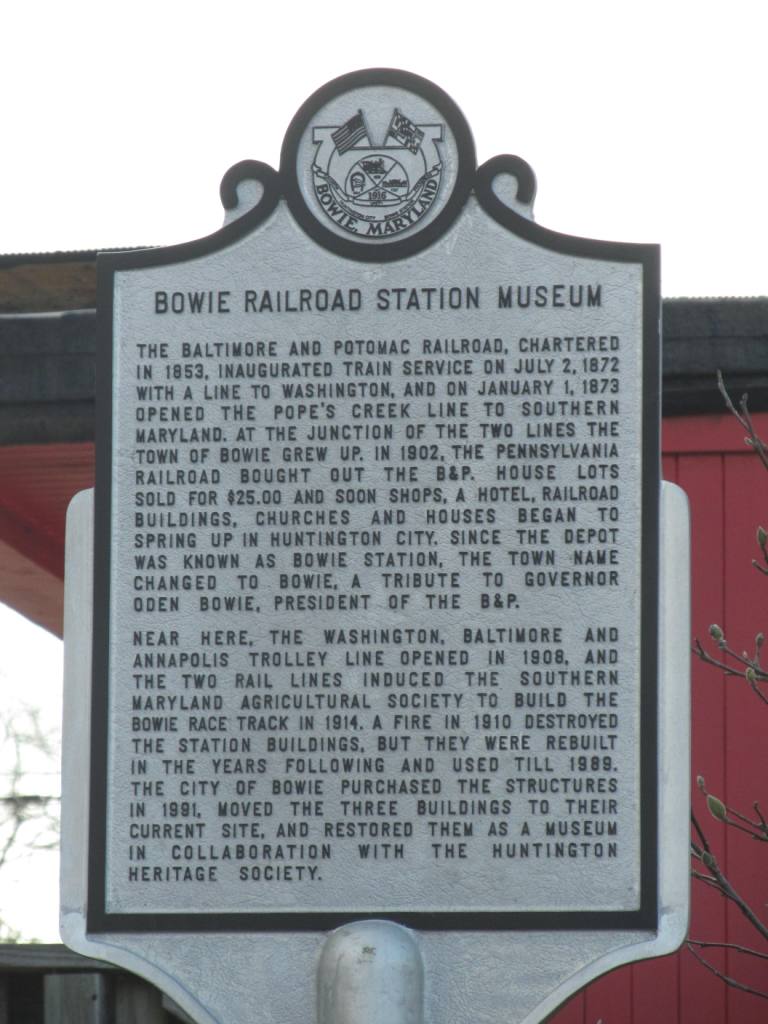 1916
BOWIE, MARYLAND
BOWIE RAILROAD STATION MUSEUM
THE BALTIMORE AND POTOMAC RAILROAD, CHARTERED
IN 1853, INAUGURATED TRAIN SERVICE ON JULY 2, 1872
WITH A LINE TO WASHINGTON, AND ON JANUARY 1, 1873
OPENED THE POPE'S CREEK LINE TO SOUTHERN
MARYLAND. AT THE JUNCTION OF THE TWO LINES THE
TOWN OF BOWIE GREW UP. IN 1902, THE PENNSYLVANIA
RAILROAD BOUGHT OUT THE B&P. HOUSE LOTS
SOLD FOR $25.00 AND SOON SHOPS, A HOTEL, RAILROAD
BUILDINGS, CHURCHES AND HOUSES BEGAN TO
SPRING UP IN HUNTINGTON CITY. SINCE THE DEPOT
WAS KNOWN AS BOWIE STATION, THE TOWN NAME
CHANGED TO BOWIE, A TRIBUTE TO GOVERNOR
ODEN BOWIE, PRESIDENT OF THE B&P.
NEAR HERE, THE WASHINGTON, BALTIMORE AND
ANNAPOLIS TROLLEY LINE OPENED IN 1908, AND
THE TWO RAIL LINES INDUCED THE SOUTHERN
MARYLAND AGRICULTURAL SOCIETY TO BUILD THE
BOWIE RACE TRACK IN 1914. A FIRE IN 1910 DESTROYED
THE STATION BUILDINGS, BUT THEY WERE REBUILT
IN THE YEARS FOLLOWING AND USED TILL 1989.
THE CITY OF BOWIE PURCHASED THE STRUCTURES
IN 1991, MOVED THE THREE BUILDINGS TO THEIR
CURRENT SITE, AND RESTORED THEM AS A MUSEUM
IN COLLABORATION WITH THE HUNTINGTON
HERITAGE SOCIETY.